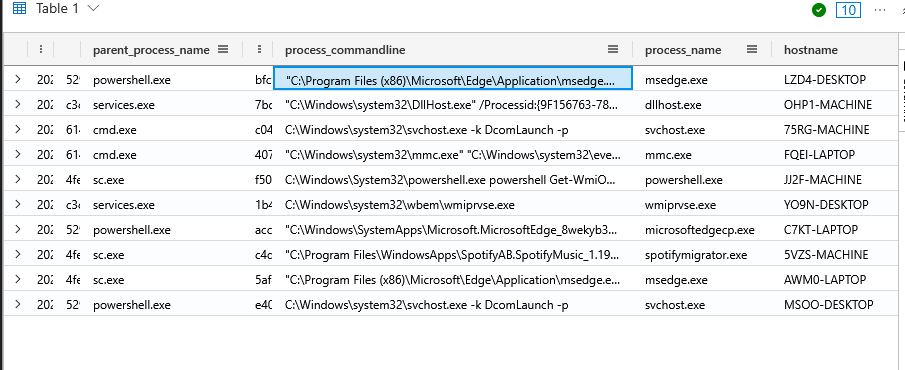 Table 1 10 ...
parent_process_name process_commandline process_name hostname
202 529 powershell.exe bfc "C:\Program Files (x86)\Microsoft\Edge\Application\msedge.... msedge.exe LZD4-DESKTOP
202 c3c services.exe 7bc "C:\Windows\system32\DllHost.exe" /Processid:{9F156763-78... dllhost.exe OHP1-MACHINE
202 614 cmd.exe c04 C:\Windows\system32\svchost.exe -k DcomLaunch -p svchost.exe 75RG-MACHINE
202 614 cmd.exe 407 "C:\Windows\system32\mmc.exe" "C:\Windows\system32\eve... mmc.exe FQEI-LAPTOP
202 4fe sc.exe f50 C:\Windows\System32\powershell.exe powershell Get-WmiO... powershell.exe JJ2F-MACHINE
202 c3c services.exe 1b4 C:\Windows\system32\wbem\wmiprvse.exe wmiprvse.exe YO9N-DESKTOP
202 529 powershell.exe acc "C:\Windows\SystemApps\Microsoft.MicrosoftEdge_8wekyb3... microsoftedgecp.exe C7KT-LAPTOP
202 4fe sc.exe c4c "C:\Program Files\WindowsApps\SpotifyAB.SpotifyMusic_1.19... spotifymigrator.exe 5VZS-MACHINE
202 4fe sc.exe 5af "C:\Program Files (x86)\Microsoft\Edge\Application\msedge.e... msedge.exe AWM0-LAPTOP
202 529 powershell.exe e40 C:\Windows\system32\svchost.exe -k DcomLaunch -p svchost.exe MSOO-DESKTOP